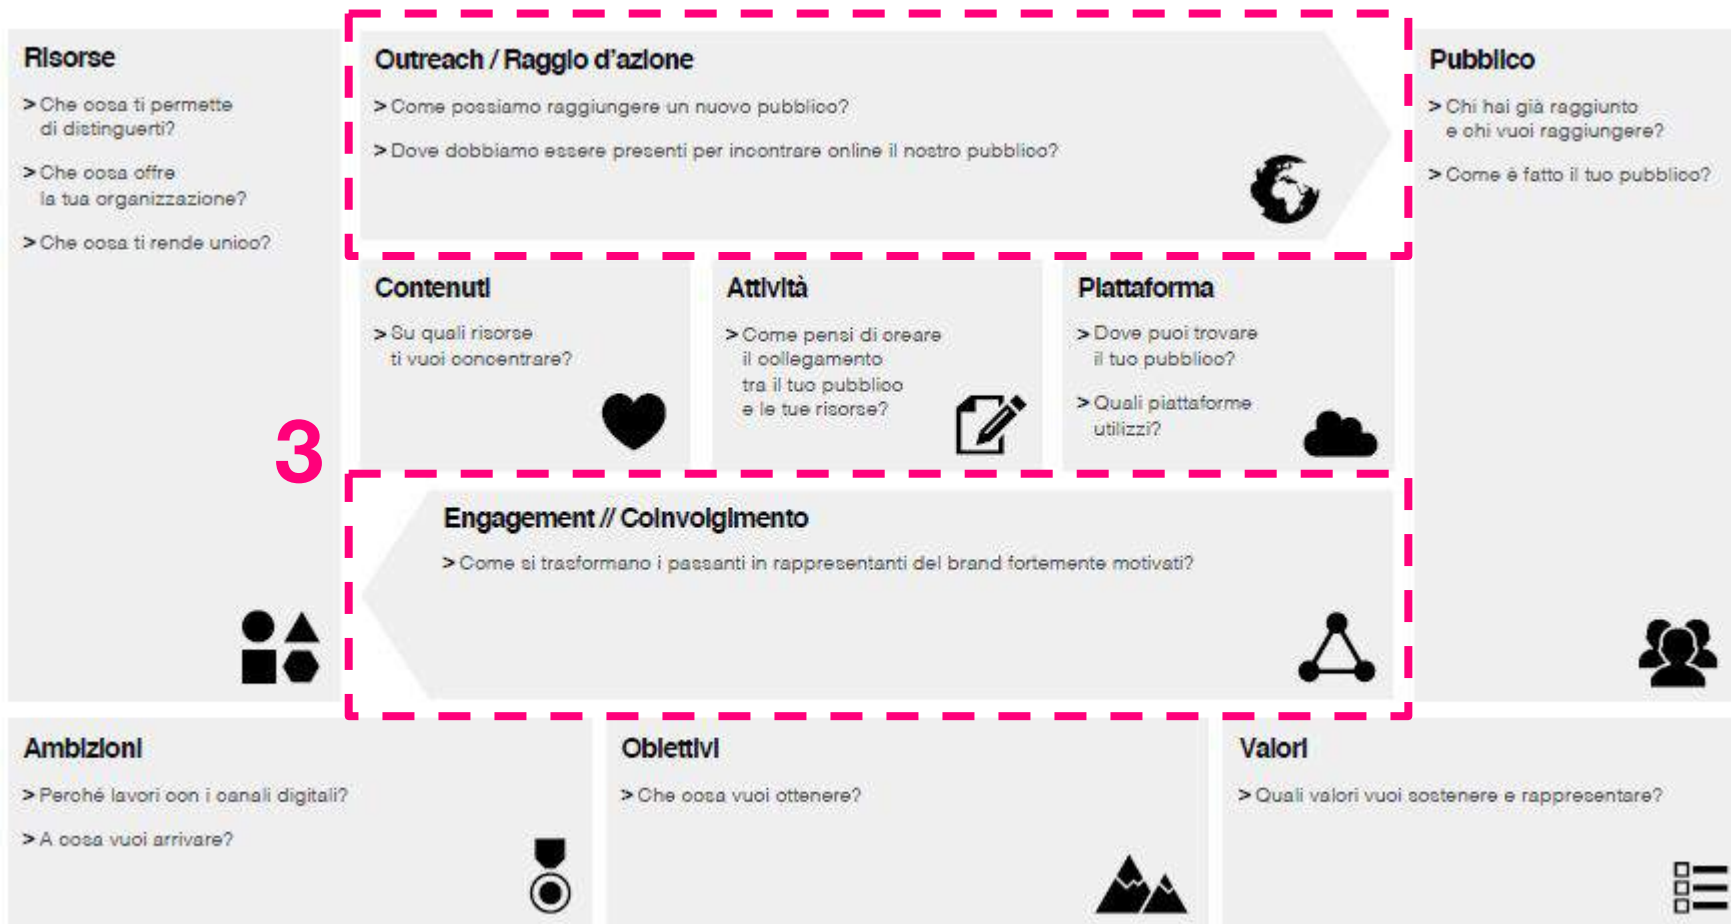 Risorse
> Che cosa ti permette
di distinguerti?
> Che cosa offre
la tua organizzazione?
> Che cosa ti rende unico?
Outreach / Raggio d'azione
> Come possiamo raggiungere un nuovo pubblico?
> Dove dobbiamo essere presenti per incontrare online il nostro pubblico?
Pubblico
> Chi hai già raggiunto
e chi vuoi raggiungere?
> Come è fatto il tuo pubblico?
Contenuti
> Su quali risorse
ti vuoi concentrare?
Attività
> Come pensi di creare
il collegamento
tra il tuo pubblico
e le tue risorse?
Piattaforma
> Dove puoi trovare
il tuo pubblico?
> Quali piattaforme
utilizzi?
3
Engagement // Coinvolgimento
> Come si trasformano i passanti in rappresentanti del brand fortemente motivati?
Ambizioni
> Perché lavori con i canali digitali?
> A cosa vuoi arrivare?
Obiettivi
> Che cosa vuoi ottenere?
Valori
> Quali valori vuoi sostenere e rappresentare?